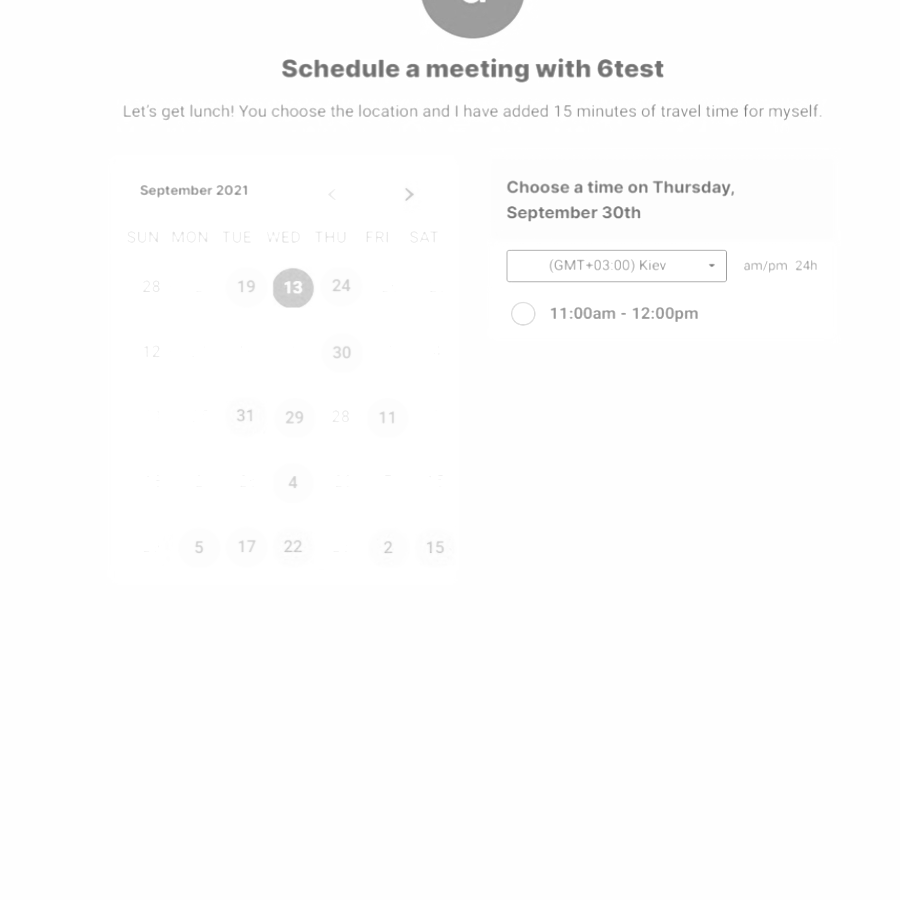 Schedule a meeting with 6test
Let's get lunch! You choose the location and I have added 15 minutes of travel time for myself.
September 2021
SUN MON TUE WED THU FRI SAT
28 19 13 24
12 30
31 29 28 11
4
5 17 22 2 15
Choose a time on Thursday,
September 30th
(GMT+03:00) Kiev am/pm 24h
11:00am - 12:00pm